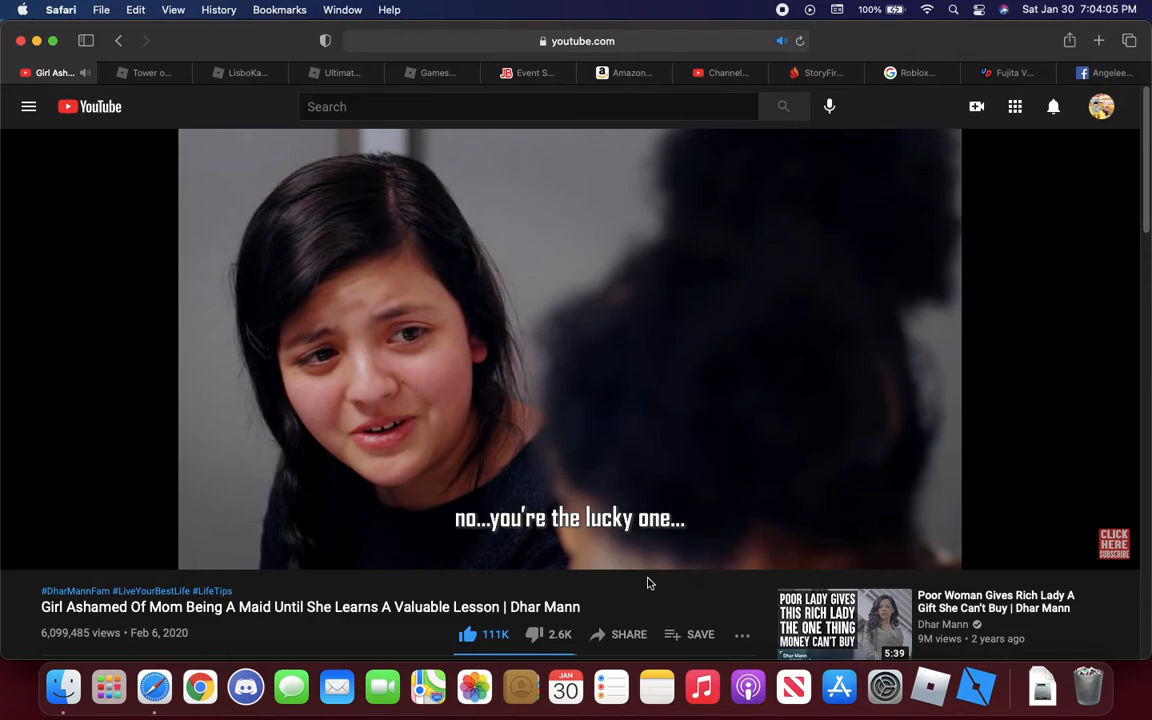 Safari File Edit View History Bookmarks Window Help 100% Sat Jan 30 7:04:05 PM
youtube.com
Girl Ash... Tower o... LisboKa... Ultimat... Games... Event S... Amazon... Channel... StoryFir... Roblox... Fujita V... Angelee...
YouTube Search
no...you're the lucky one...
CLICK
HERE
SUBSCRIBE
#DharMannFam #LiveYourBestLife #LifeTips
Girl Ashamed Of Mom Being A Maid Until She Learns A Valuable Lesson | Dhar Mann
6,099,485 views • Feb 6, 2020
111K 2.6K SHARE SAVE
POOR LADY GIVES
THIS RICH LADY
THE ONE THING
MONEY CAN'T BUY
Dhar Mann
5:39
Poor Woman Gives Rich Lady A
Gift She Can't Buy | Dhar Mann
Dhar Mann
9M views • 2 years ago
JAN
30